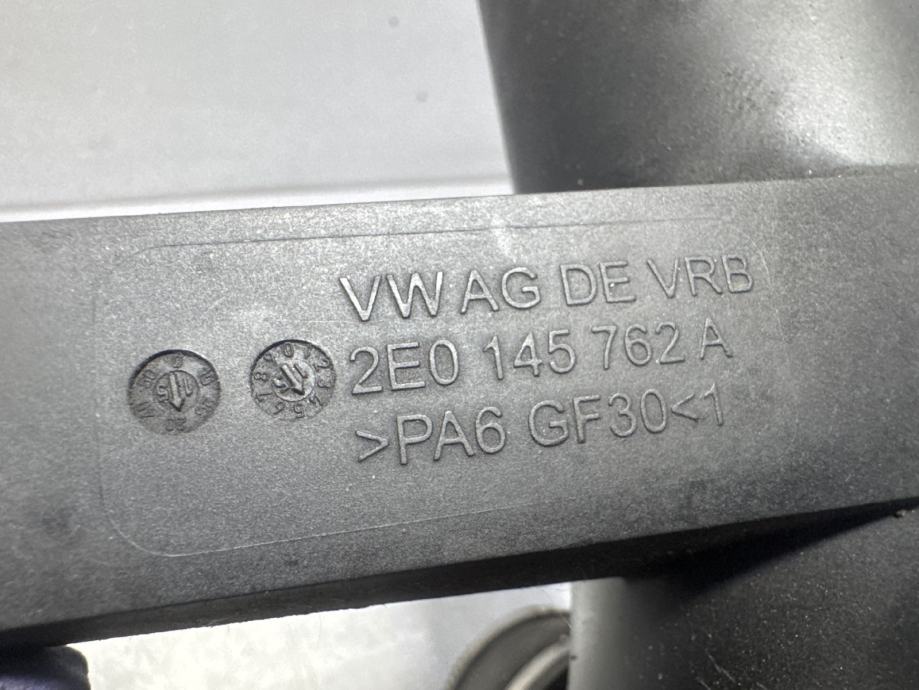 VW AG DE VRB
2E0 145 762 A
>PA6 GF30<1